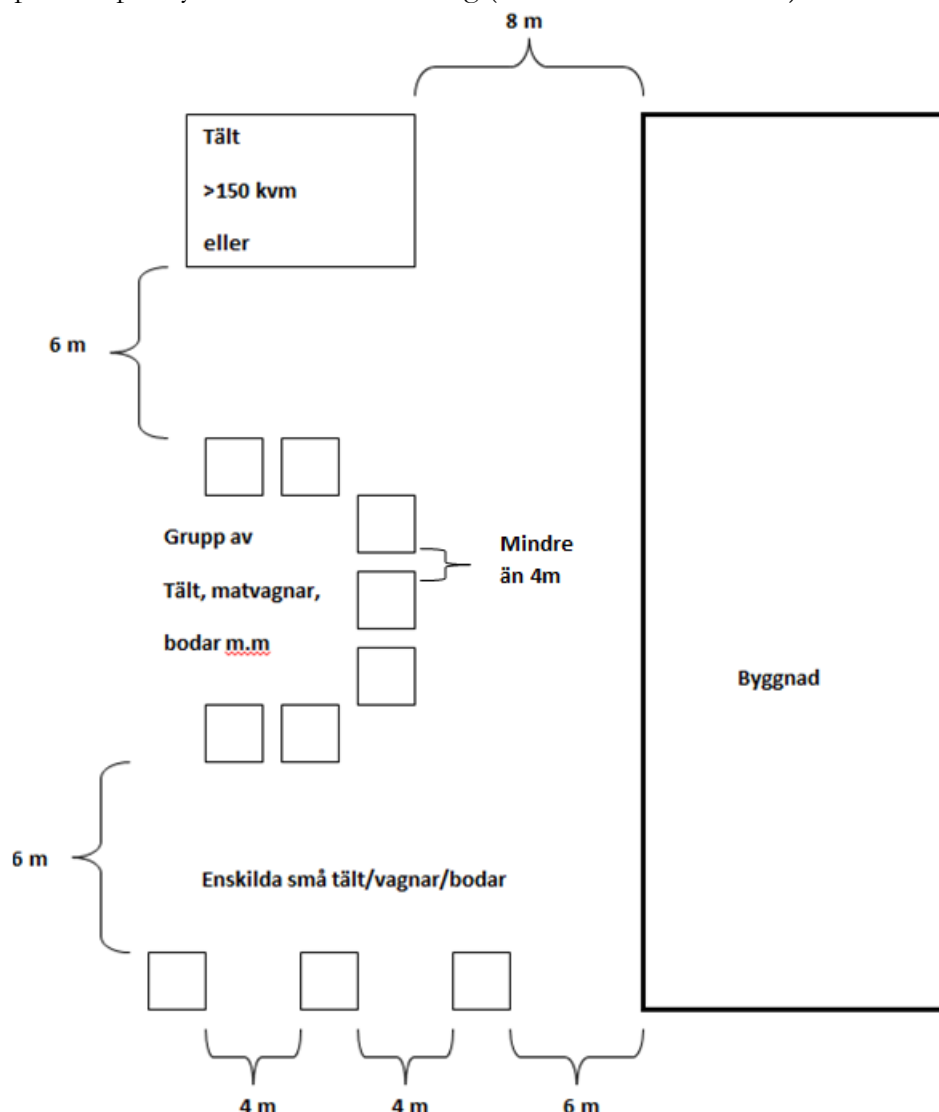 8 m
Tält
>150 kvm
eller
6 m
Grupp av
Tält, matvagnar,
bodar m.m
Mindre
än 4m
Byggnad
6 m
Enskilda små tält/vagnar/bodar
4 m
4 m
6 m